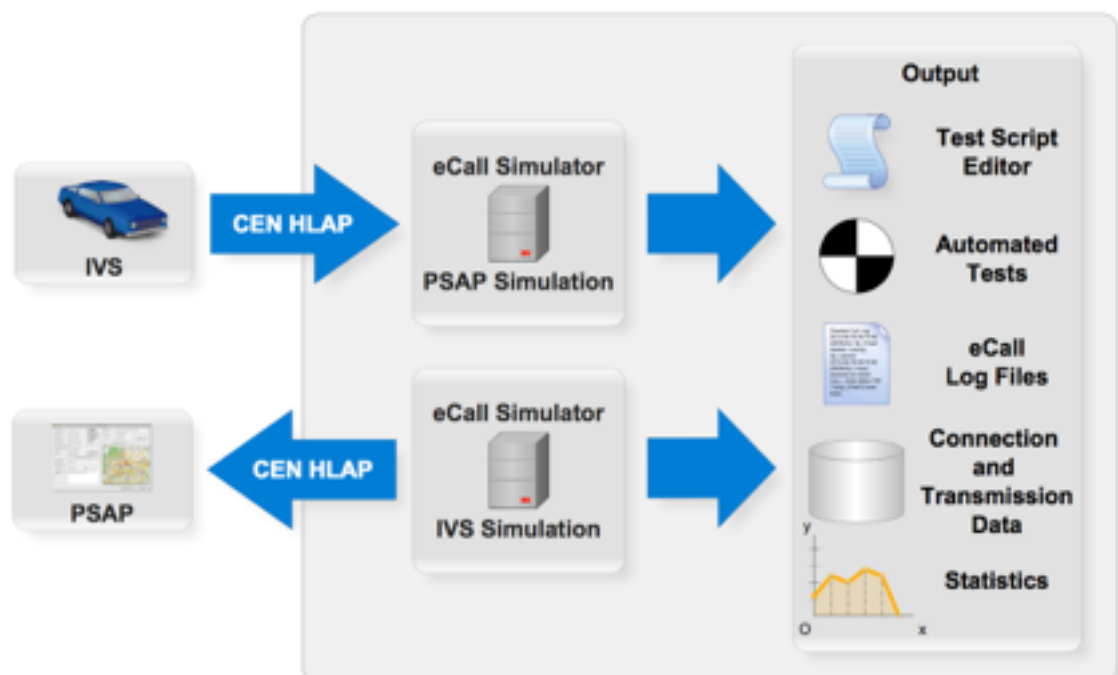 Output
Test Script
Editor
eCall Simulator
CEN HLAP
IVS
PSAP Simulation
Automated
Tests
eCall
Log Files
eCall Simulator
CEN HLAP
PSAP
IVS Simulation
Connection
and
Transmission
Data
y
Statistics
O
x